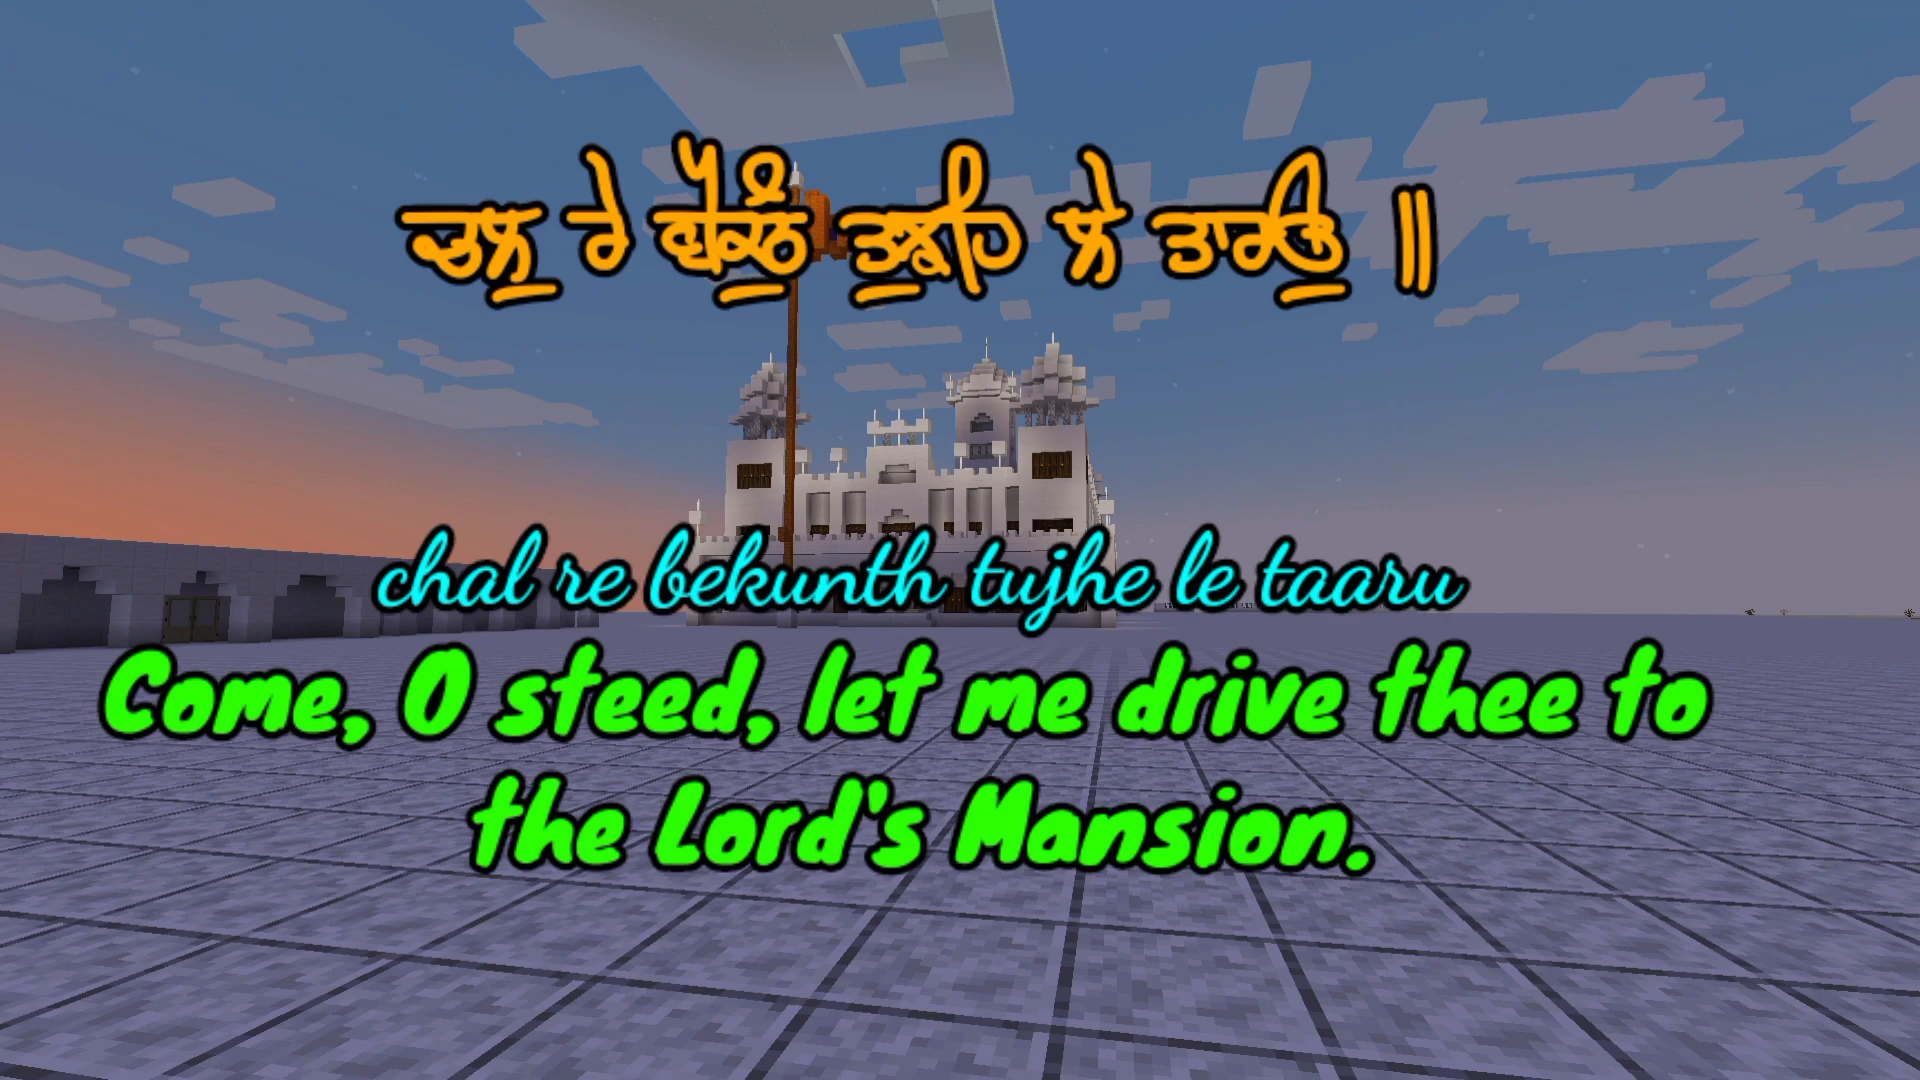 ਚਲੁ ਰੇ ਬੈਕੁੰਠ ਤੁਝਹਿ ਲੇ ਤਾਰਉ ॥
chal re bekunth tujhe le taaru
Come, O steed, let me drive thee to
the Lord's Mansion.